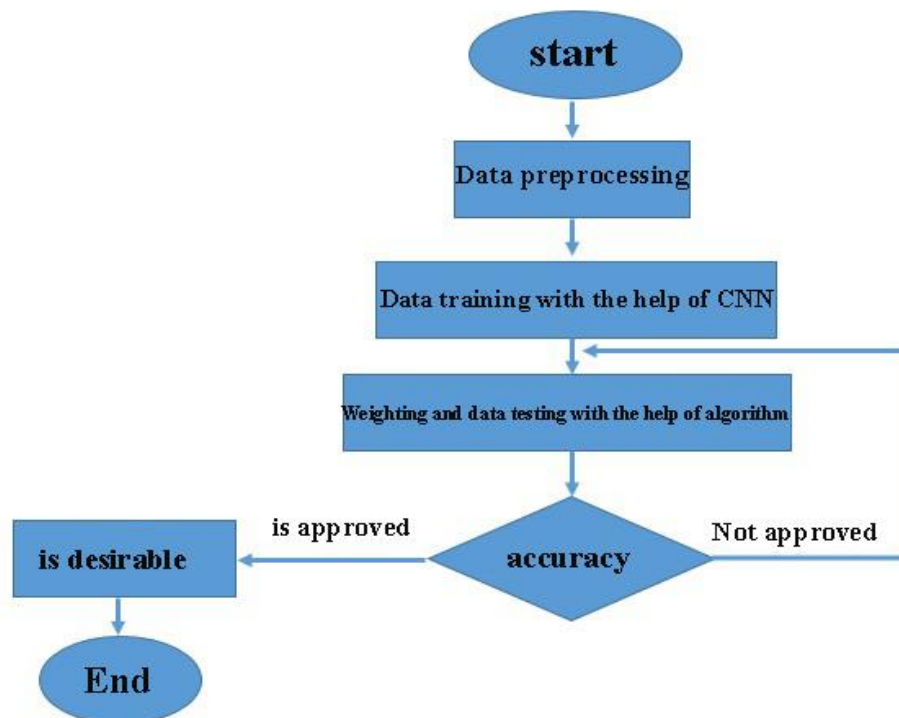 start
Data preprocessing
Data training with the help of CNN
Weighting and data testing with the help of algorithm
is approved
Not approved
accuracy
is desirable
End